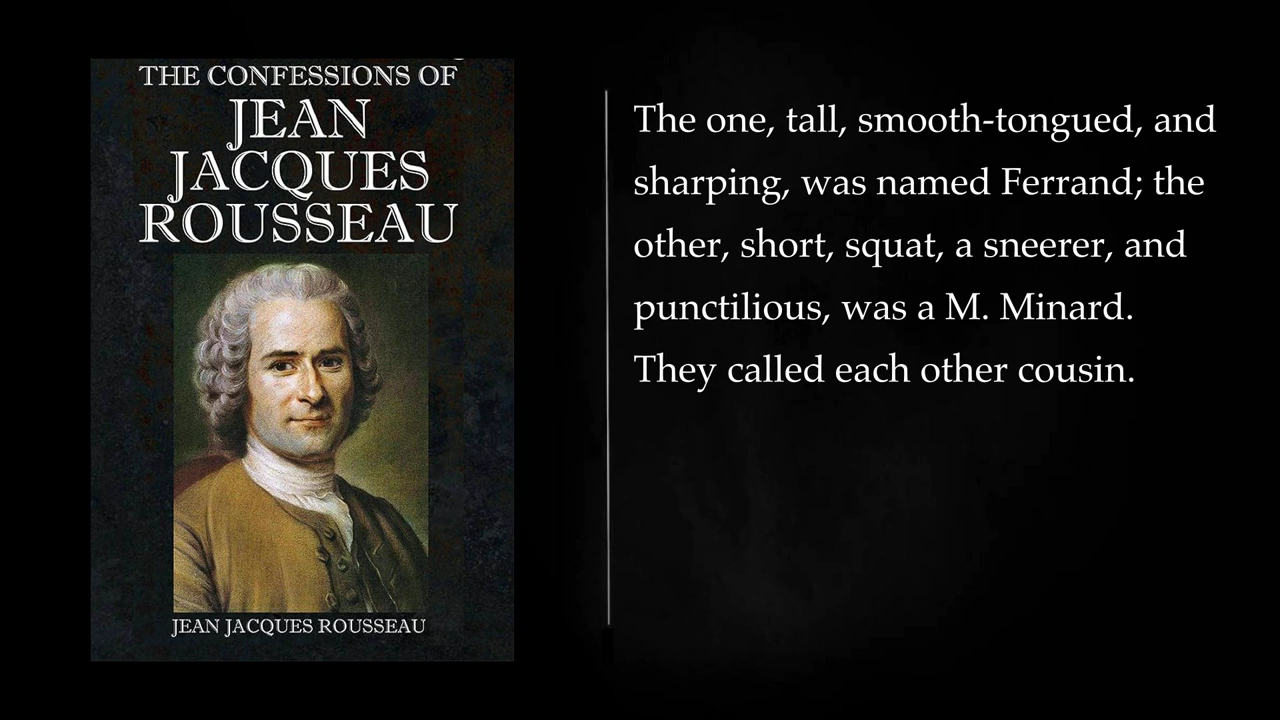 THE CONFESSIONS OF
JEAN
JACQUES
ROUSSEAU
JEAN JACQUES ROUSSEAU
The one, tall, smooth-tongued, and
sharping, was named Ferrand; the
other, short, squat, a sneerer, and
punctilious, was a M. Minard.
They called each other cousin.